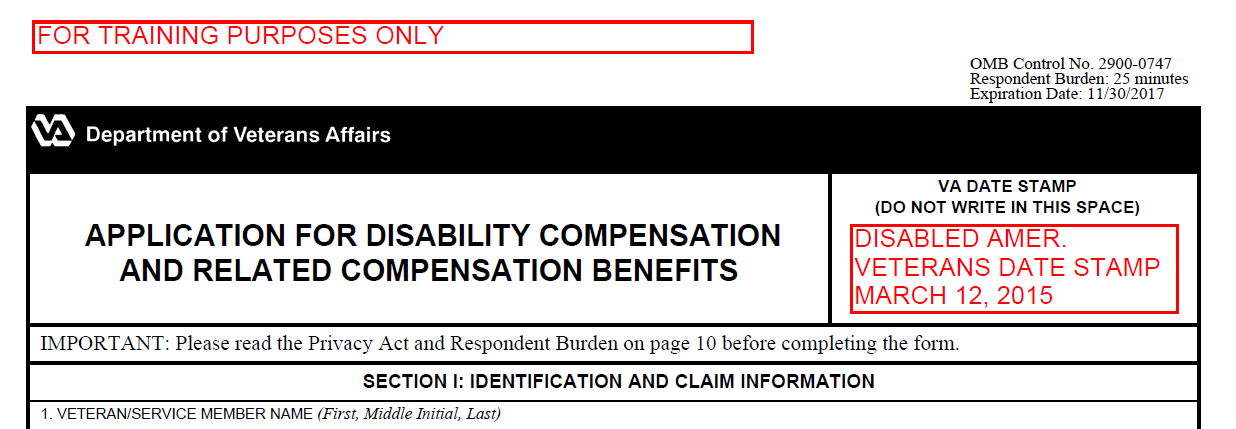 FOR TRAINING PURPOSES ONLY
OMB Control No. 2900-0747
Respondent Burden: 25 minutes
Expiration Date: 11/30/2017
VA Department of Veterans Affairs
APPLICATION FOR DISABILITY COMPENSATION
AND RELATED COMPENSATION BENEFITS
VA DATE STAMP
(DO NOT WRITE IN THIS SPACE)
DISABLED AMER.
VETERANS DATE STAMP
MARCH 12, 2015
IMPORTANT: Please read the Privacy Act and Respondent Burden on page 10 before completing the form.
SECTION I: IDENTIFICATION AND CLAIM INFORMATION
1. VETERAN/SERVICE MEMBER NAME (First, Middle Initial, Last)